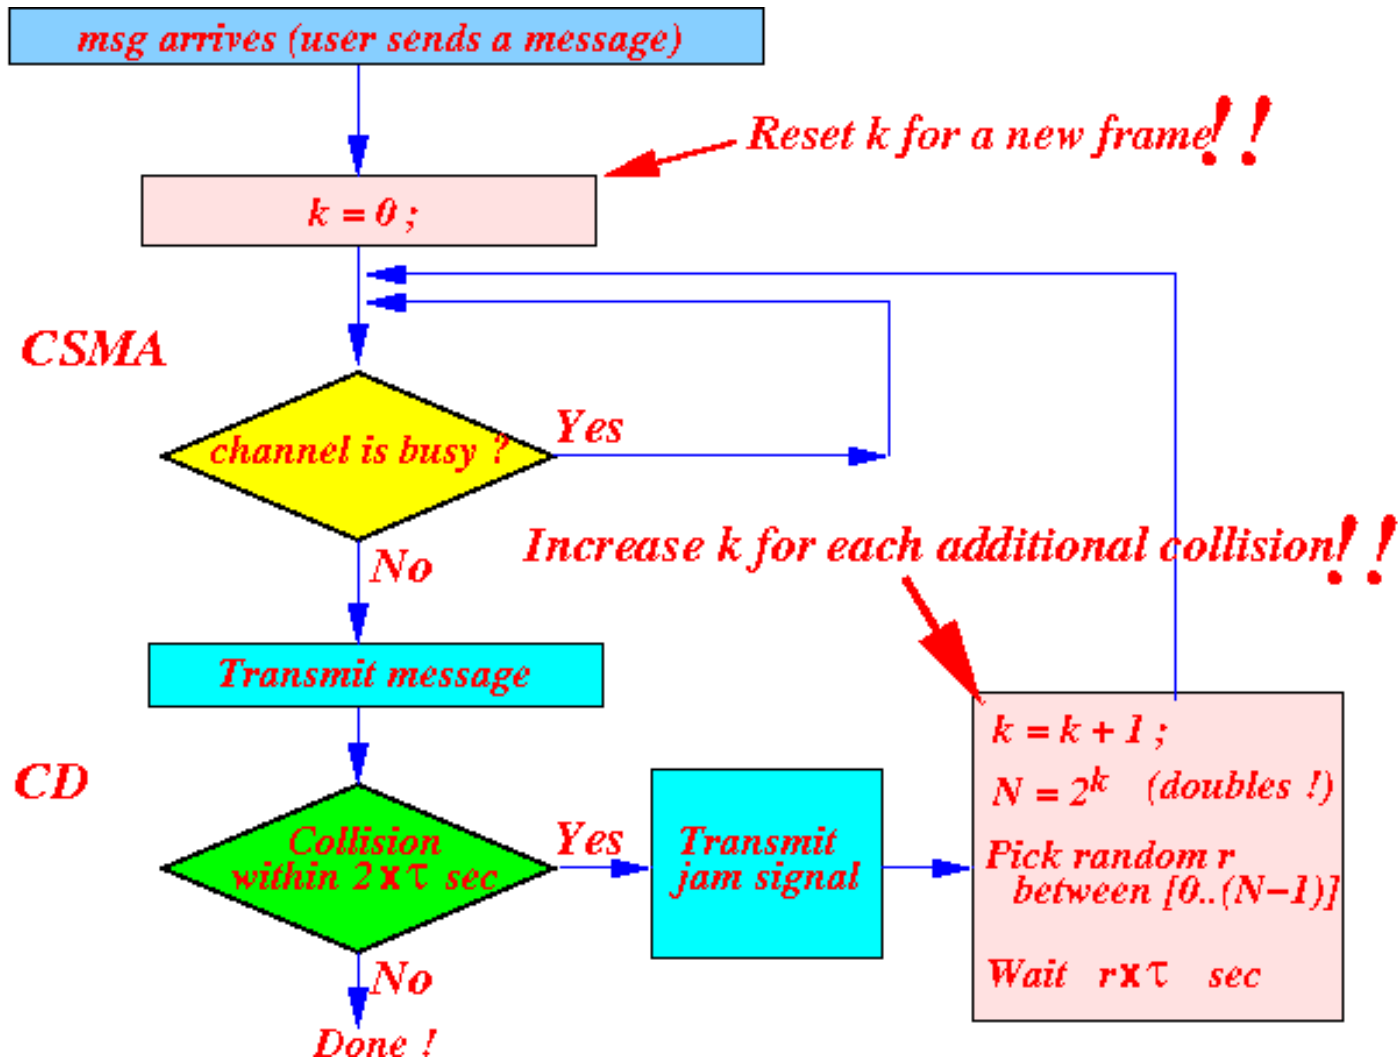 msg arrives (user sends a message)
Reset k for a new frame!!
k = 0 ;
CSMA
channel is busy ?
Yes
No
Increase k for each additional collision!!
Transmit message
k = k + 1 ;
N = 2^k (doubles !)
CD
Collision
within 2 x τ sec
Yes
Transmit
jam signal
Pick random r
between [0..(N−1)]
Wait r x τ sec
No
Done !